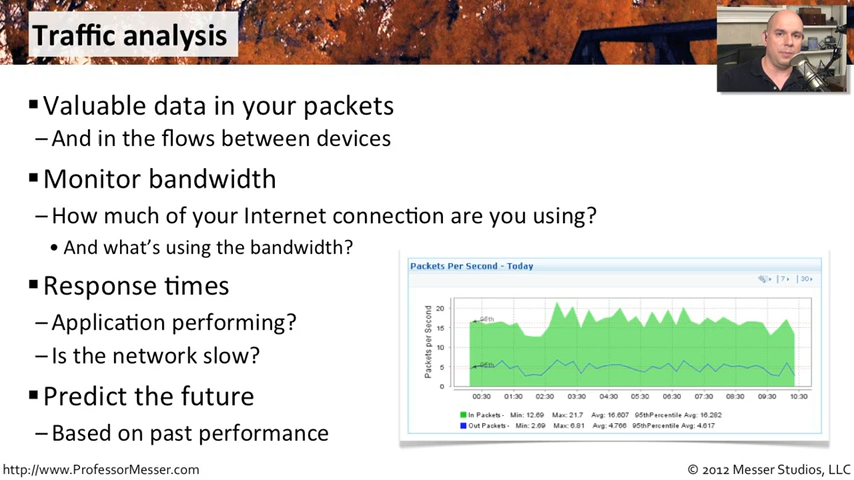 Traffic analysis
▪Valuable data in your packets
–And in the flows between devices
▪Monitor bandwidth
–How much of your Internet connection are you using?
•And what's using the bandwidth?
▪Response times
–Application performing?
–Is the network slow?
▪Predict the future
–Based on past performance
Packets Per Second - Today
7
30
Packets per Second
20
15
10
5
0
95th
95th
00:30 01:30 02:30 03:30 04:30 05:30 06:30 07:30 08:30 09:30 10:30
In Packets - Min: 12.69 Max: 21.7 Avg: 16.607 95thPercentile Avg: 16.282
Out Packets - Min: 2.69 Max: 6.81 Avg: 4.766 95thPercentile Avg: 4.617
http://www.ProfessorMesser.com
© 2012 Messer Studios, LLC